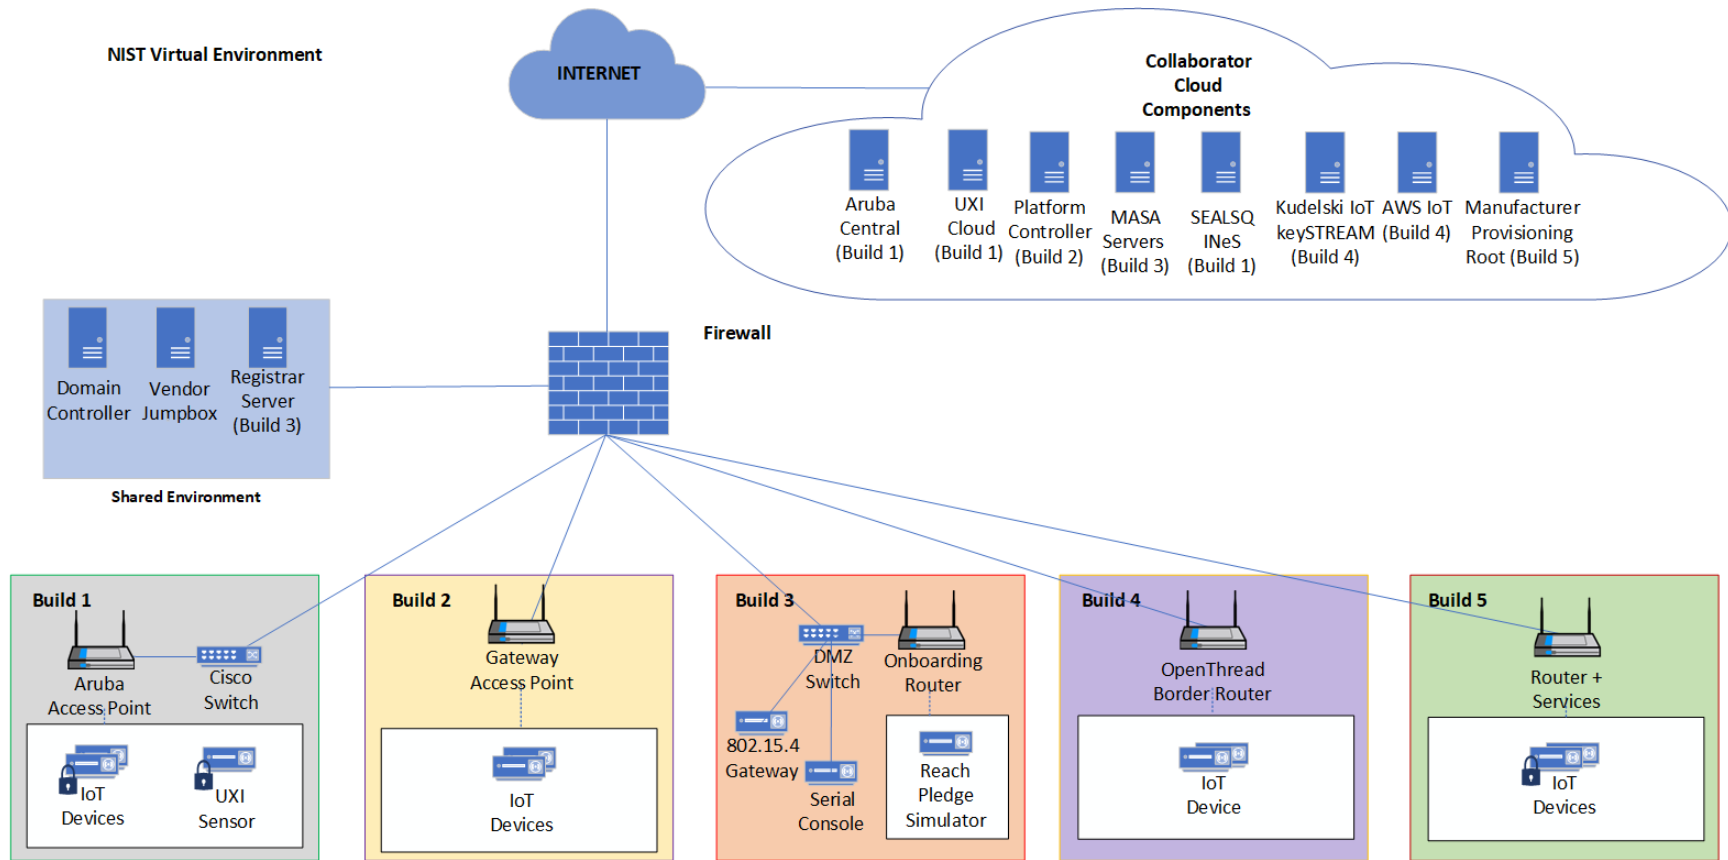 NIST Virtual Environment
INTERNET
Collaborator
Cloud
Components
Aruba
Central
(Build 1)
UXI
Cloud
(Build 1)
Platform
Controller
(Build 2)
MASA
Servers
(Build 3)
SEALSQ
INeS
(Build 1)
Kudelski IoT
keySTREAM
(Build 4)
AWS IoT
(Build 4)
Manufacturer
Provisioning
Root (Build 5)
Firewall
Domain
Controller
Vendor
Jumpbox
Registrar
Server
(Build 3)
Shared Environment
Build 1
Aruba
Access Point
Cisco
Switch
IoT
Devices
UXI
Sensor
Build 2
Gateway
Access Point
IoT
Devices
Build 3
DMZ
Switch
Onboarding
Router
802.15.4
Gateway
Serial
Console
Reach
Pledge
Simulator
Build 4
OpenThread
Border Router
IoT
Device
Build 5
Router +
Services
IoT
Devices